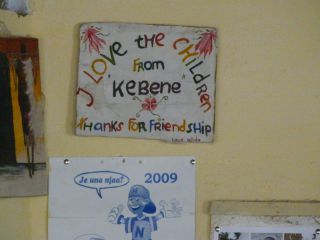 I LOVE THE CHILDREN
FROM
"KEBENE"
THANKS FOR FRIENDSHIP
Je una njaa?
2009
N